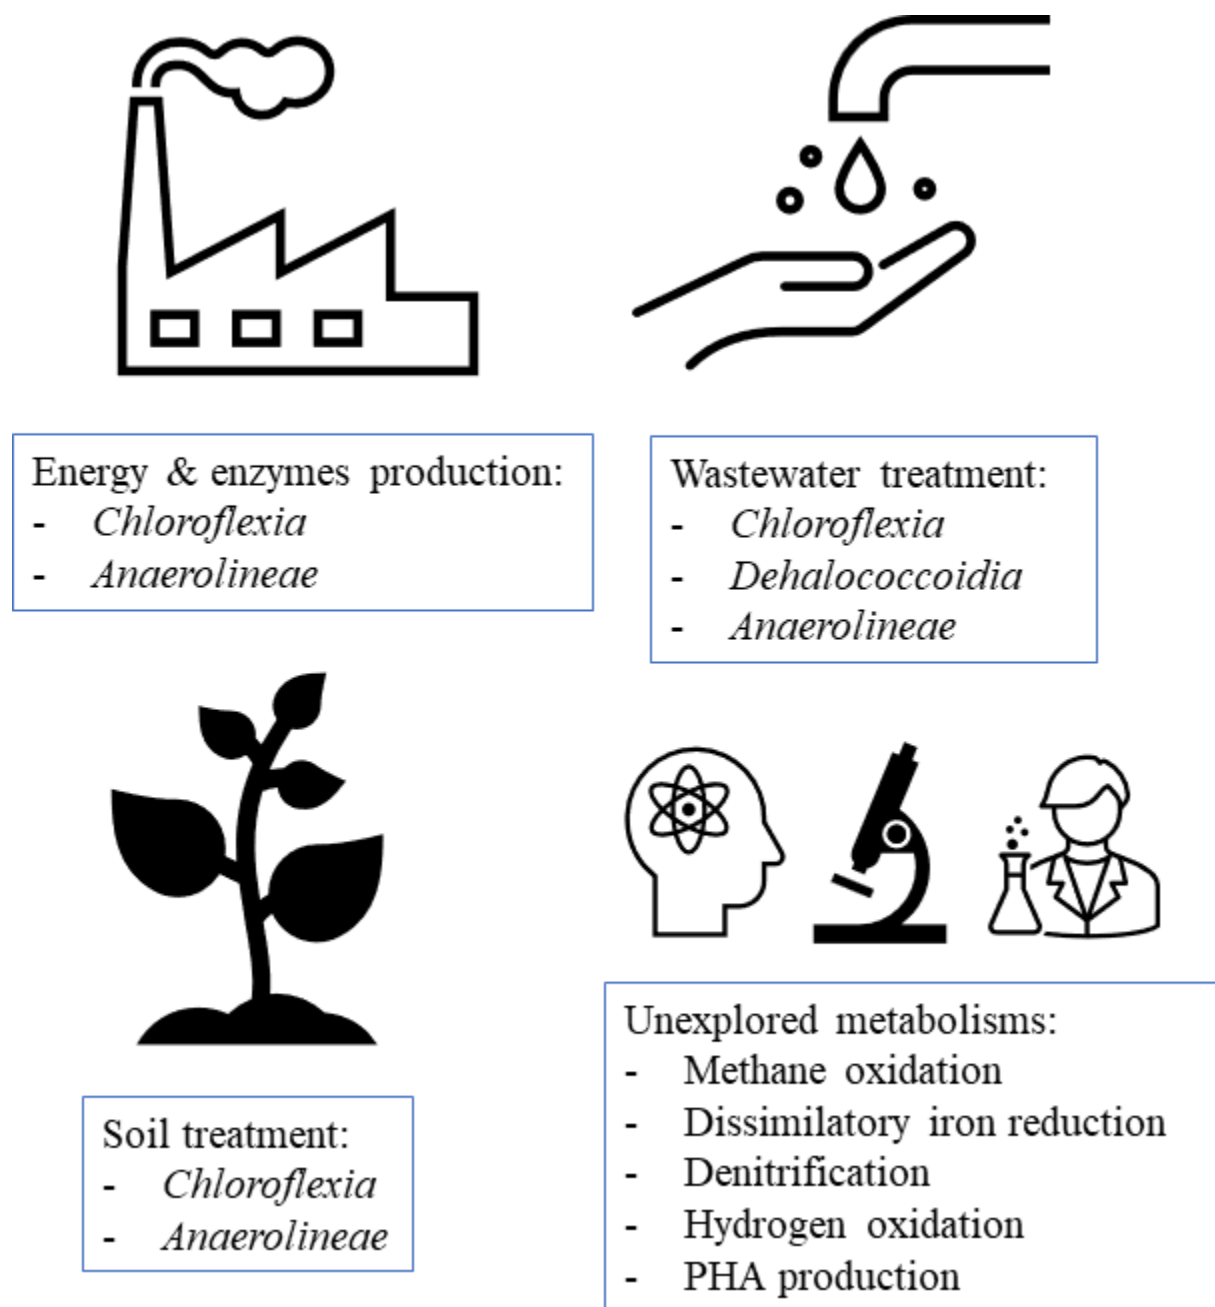 Energy & enzymes production:
- Chloroflexia
- Anaerolineae
Wastewater treatment:
- Chloroflexia
- Dehalococcoidia
- Anaerolineae
Soil treatment:
- Chloroflexia
- Anaerolineae
Unexplored metabolisms:
- Methane oxidation
- Dissimilatory iron reduction
- Denitrification
- Hydrogen oxidation
- PHA production